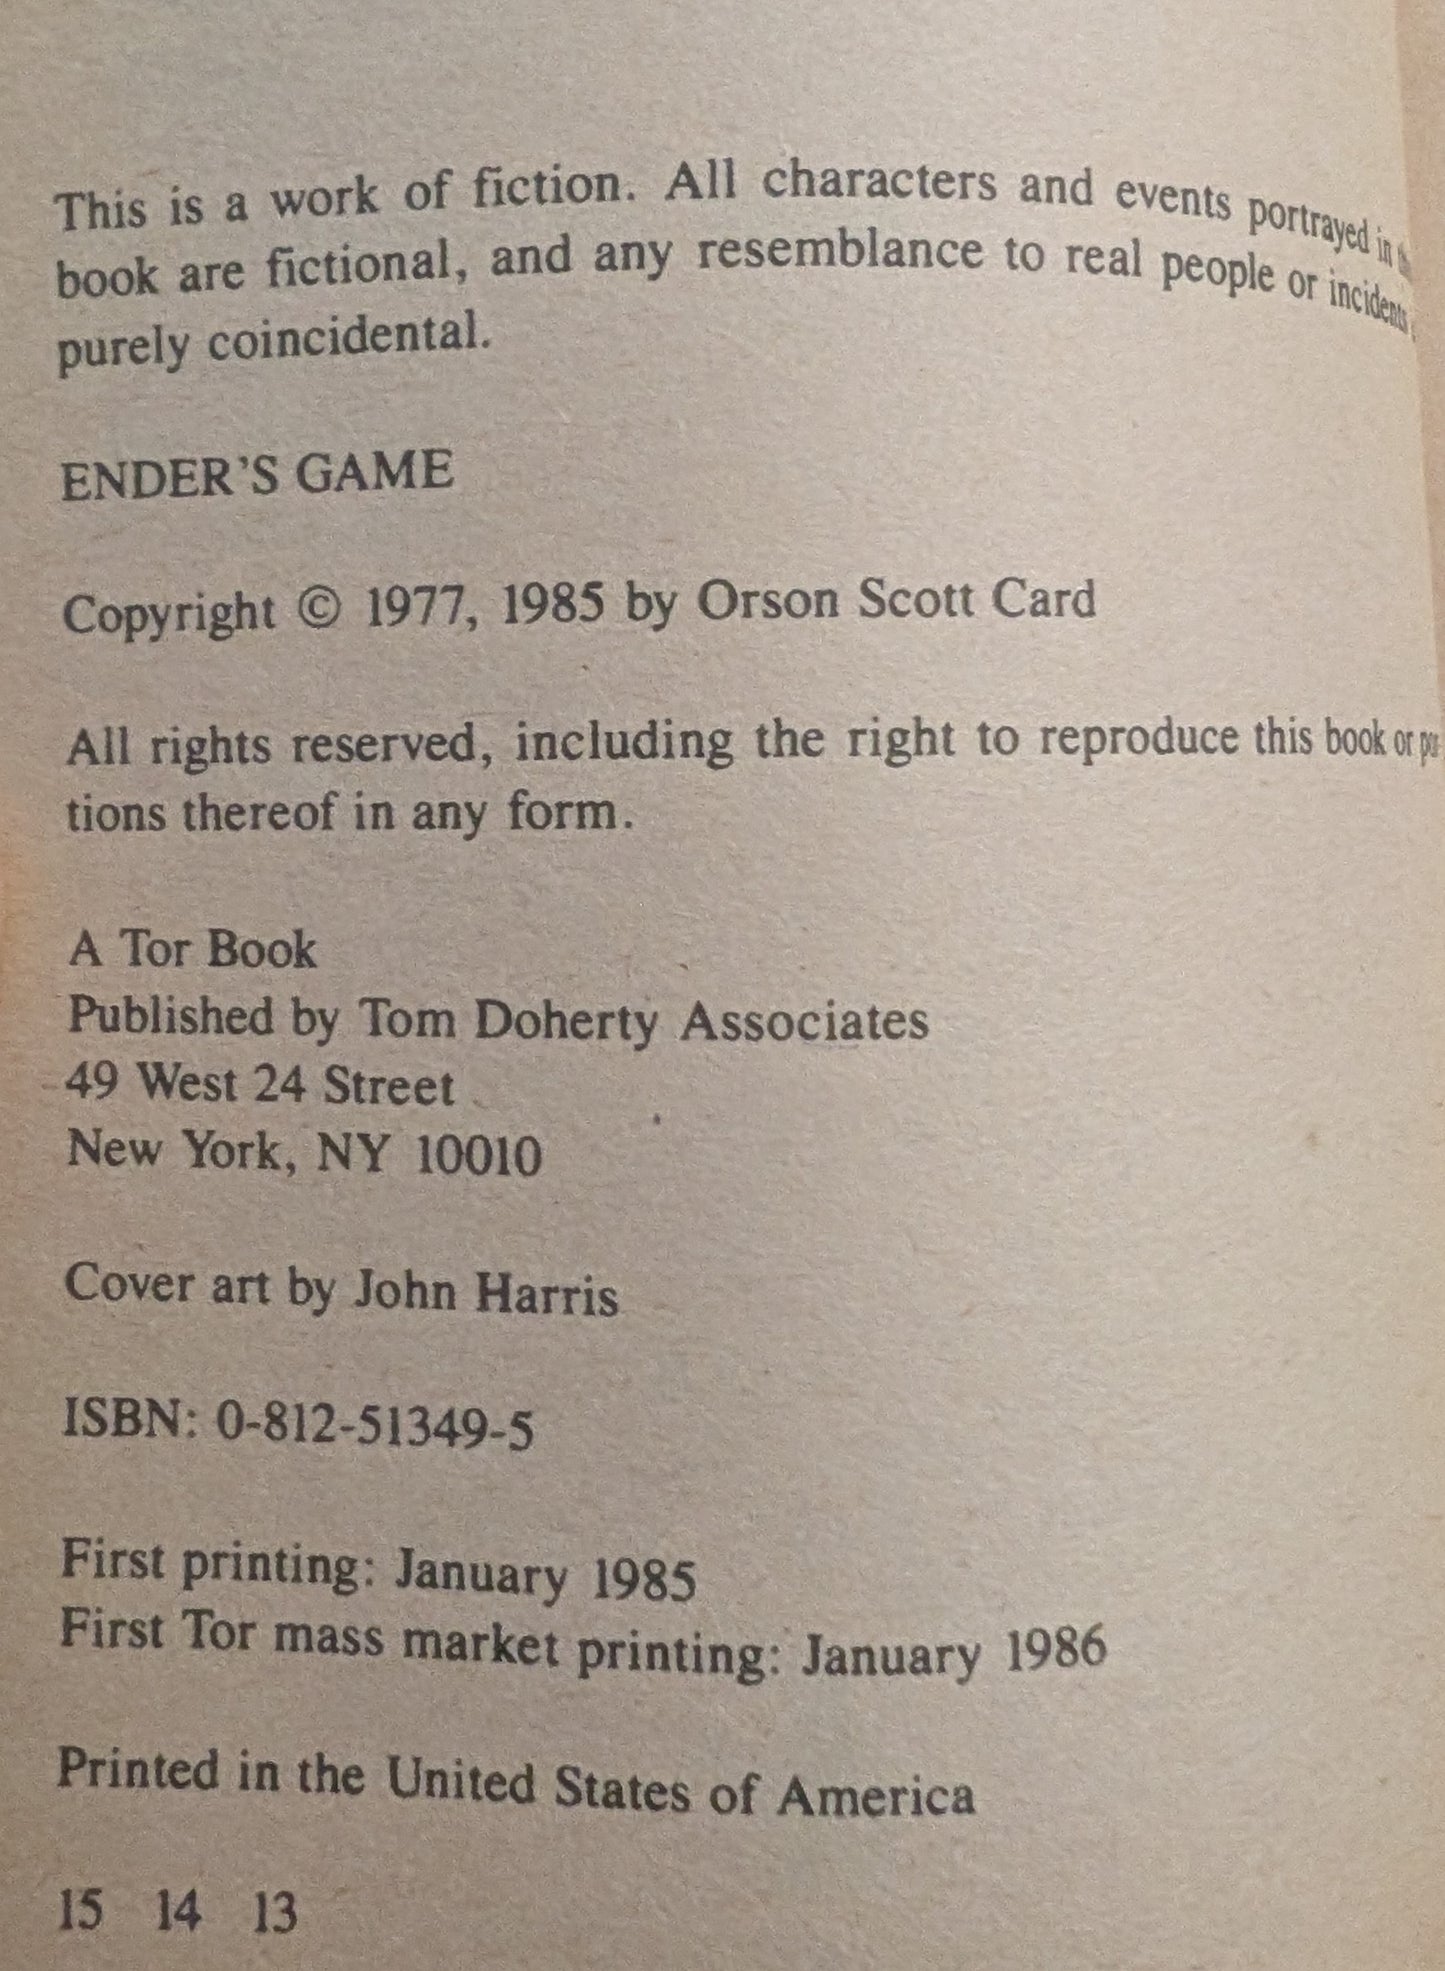 This is a work of fiction. All characters and events portrayed in
book are fictional, and any resemblance to real people or incidents
purely coincidental.
ENDER'S GAME
Copyright © 1977, 1985 by Orson Scott Card
All rights reserved, including the right to reproduce this book or
tions thereof in any form.
A Tor Book
Published by Tom Doherty Associates
49 West 24 Street
New York, NY 10010
Cover art by John Harris
ISBN: 0-812-51349-5
First printing: January 1985
First Tor mass market printing: January 1986
Printed in the United States of America
15 14 13